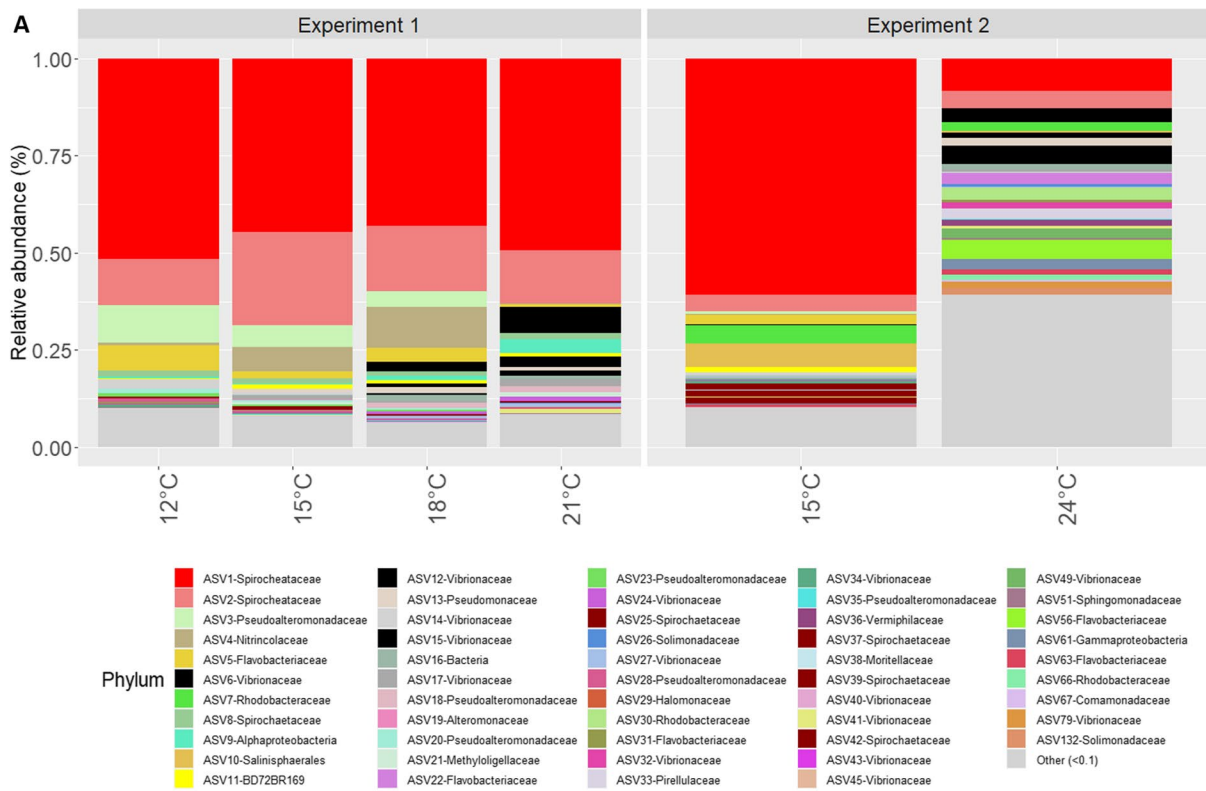 A
Experiment 1
Experiment 2
Relative abundance (%)
1.00
0.75
0.50
0.25
0.00
12°C
15°C
18°C
21°C
15°C
24°C
Phylum
ASV1-Spirocheataceae
ASV2-Spirocheataceae
ASV3-Pseudoalteromonadaceae
ASV4-Nitricolaceae
ASV5-Flavobacteriaceae
ASV6-Vibrionaceae
ASV7-Rhodobacteraceae
ASV8-Spirochaetaceae
ASV9-Alphaproteobacteria
ASV10-Salinisphaerales
ASV11-BD72BR169
ASV12-Vibrionaceae
ASV13-Pseudomonaceae
ASV14-Vibrionaceae
ASV15-Vibrionaceae
ASV16-Bacteria
ASV17-Vibrionaceae
ASV18-Pseudoalteromonadaceae
ASV19-Alteromonaceae
ASV20-Pseudoalteromonadaceae
ASV21-Methyloligellaceae
ASV22-Flavobacteriaceae
ASV23-Pseudoalteromonadaceae
ASV24-Vibrionaceae
ASV25-Spirochaetaceae
ASV26-Solimonadaceae
ASV27-Vibrionaceae
ASV28-Pseudoalteromonadaceae
ASV29-Halomonaceae
ASV30-Rhodobacteraceae
ASV31-Flavobacteriaceae
ASV32-Vibrionaceae
ASV33-Pirellulaceae
ASV34-Vibrionaceae
ASV35-Pseudoalteromonadaceae
ASV36-Vermiphilaceae
ASV37-Spirochaetaceae
ASV38-Moritellaceae
ASV39-Spirochaetaceae
ASV40-Vibrionaceae
ASV41-Vibrionaceae
ASV42-Spirochaetaceae
ASV43-Vibrionaceae
ASV45-Vibrionaceae
ASV49-Vibrionaceae
ASV51-Sphingomonadaceae
ASV56-Flavobacteriaceae
ASV61-Gammaproteobacteria
ASV63-Flavobacteriaceae
ASV66-Rhodobacteraceae
ASV67-Comamonadaceae
ASV79-Vibrionaceae
ASV132-Solimonadaceae
Other (<0.1)